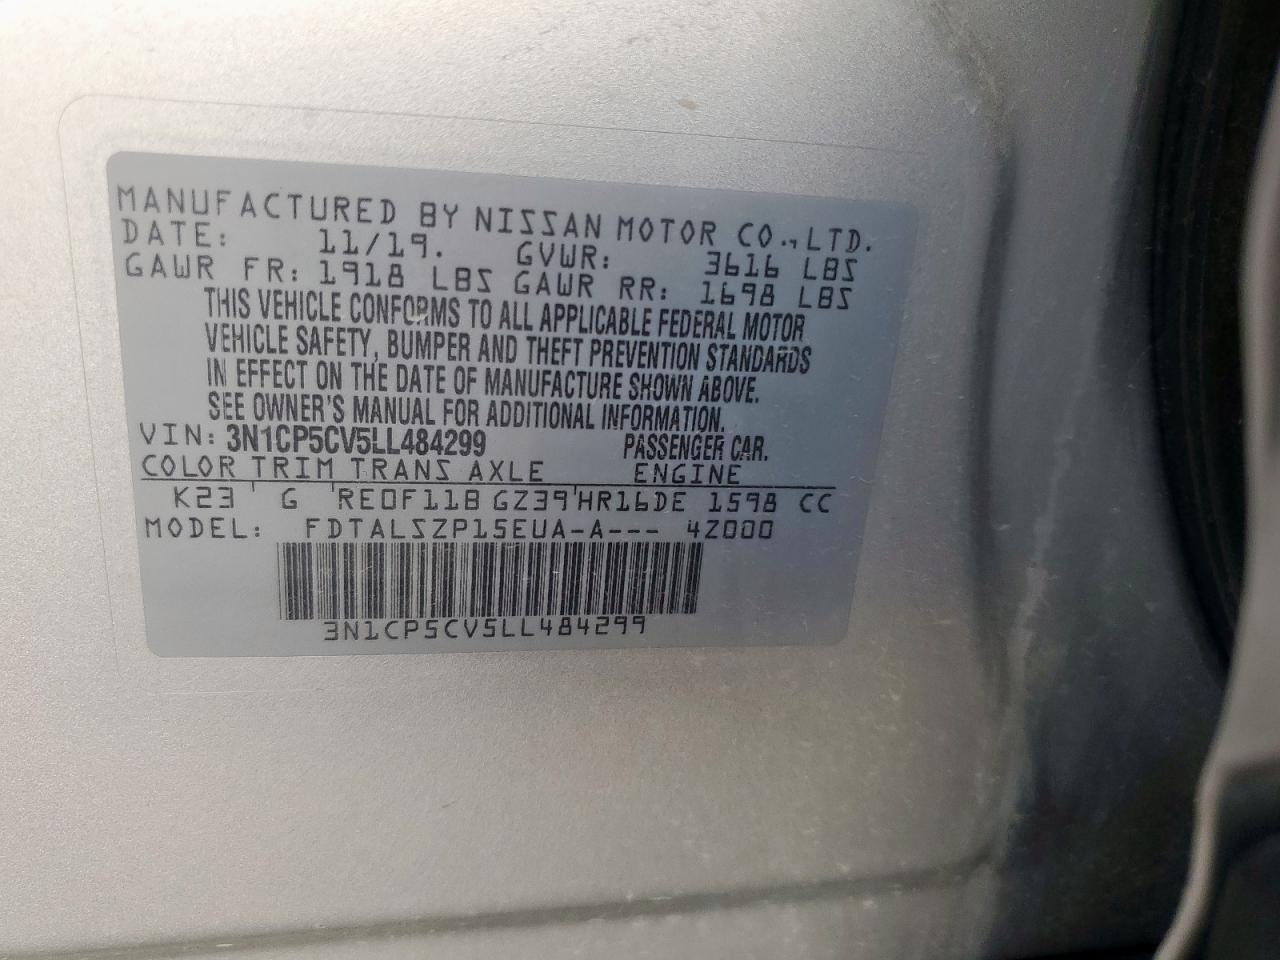 MANUFACTURED BY NISSAN MOTOR CO.,LTD.
DATE: 11/19. GVWR: 3616 LBS
GAWR FR: 1918 LBS GAWR RR: 1698 LBS
THIS VEHICLE CONFORMS TO ALL APPLICABLE FEDERAL MOTOR
VEHICLE SAFETY, BUMPER AND THEFT PREVENTION STANDARDS
IN EFFECT ON THE DATE OF MANUFACTURE SHOWN ABOVE.
SEE OWNER'S MANUAL FOR ADDITIONAL INFORMATION.
VIN: 3N1CP5CV5LL484299 PASSENGER CAR.
COLOR TRIM TRANS AXLE ENGINE
K23 ' G 'RE0F11B GZ39'HR16DE 1598 CC
MODEL: FDTALSZP15EUA-A--- 4Z000
3N1CP5CV5LL484299